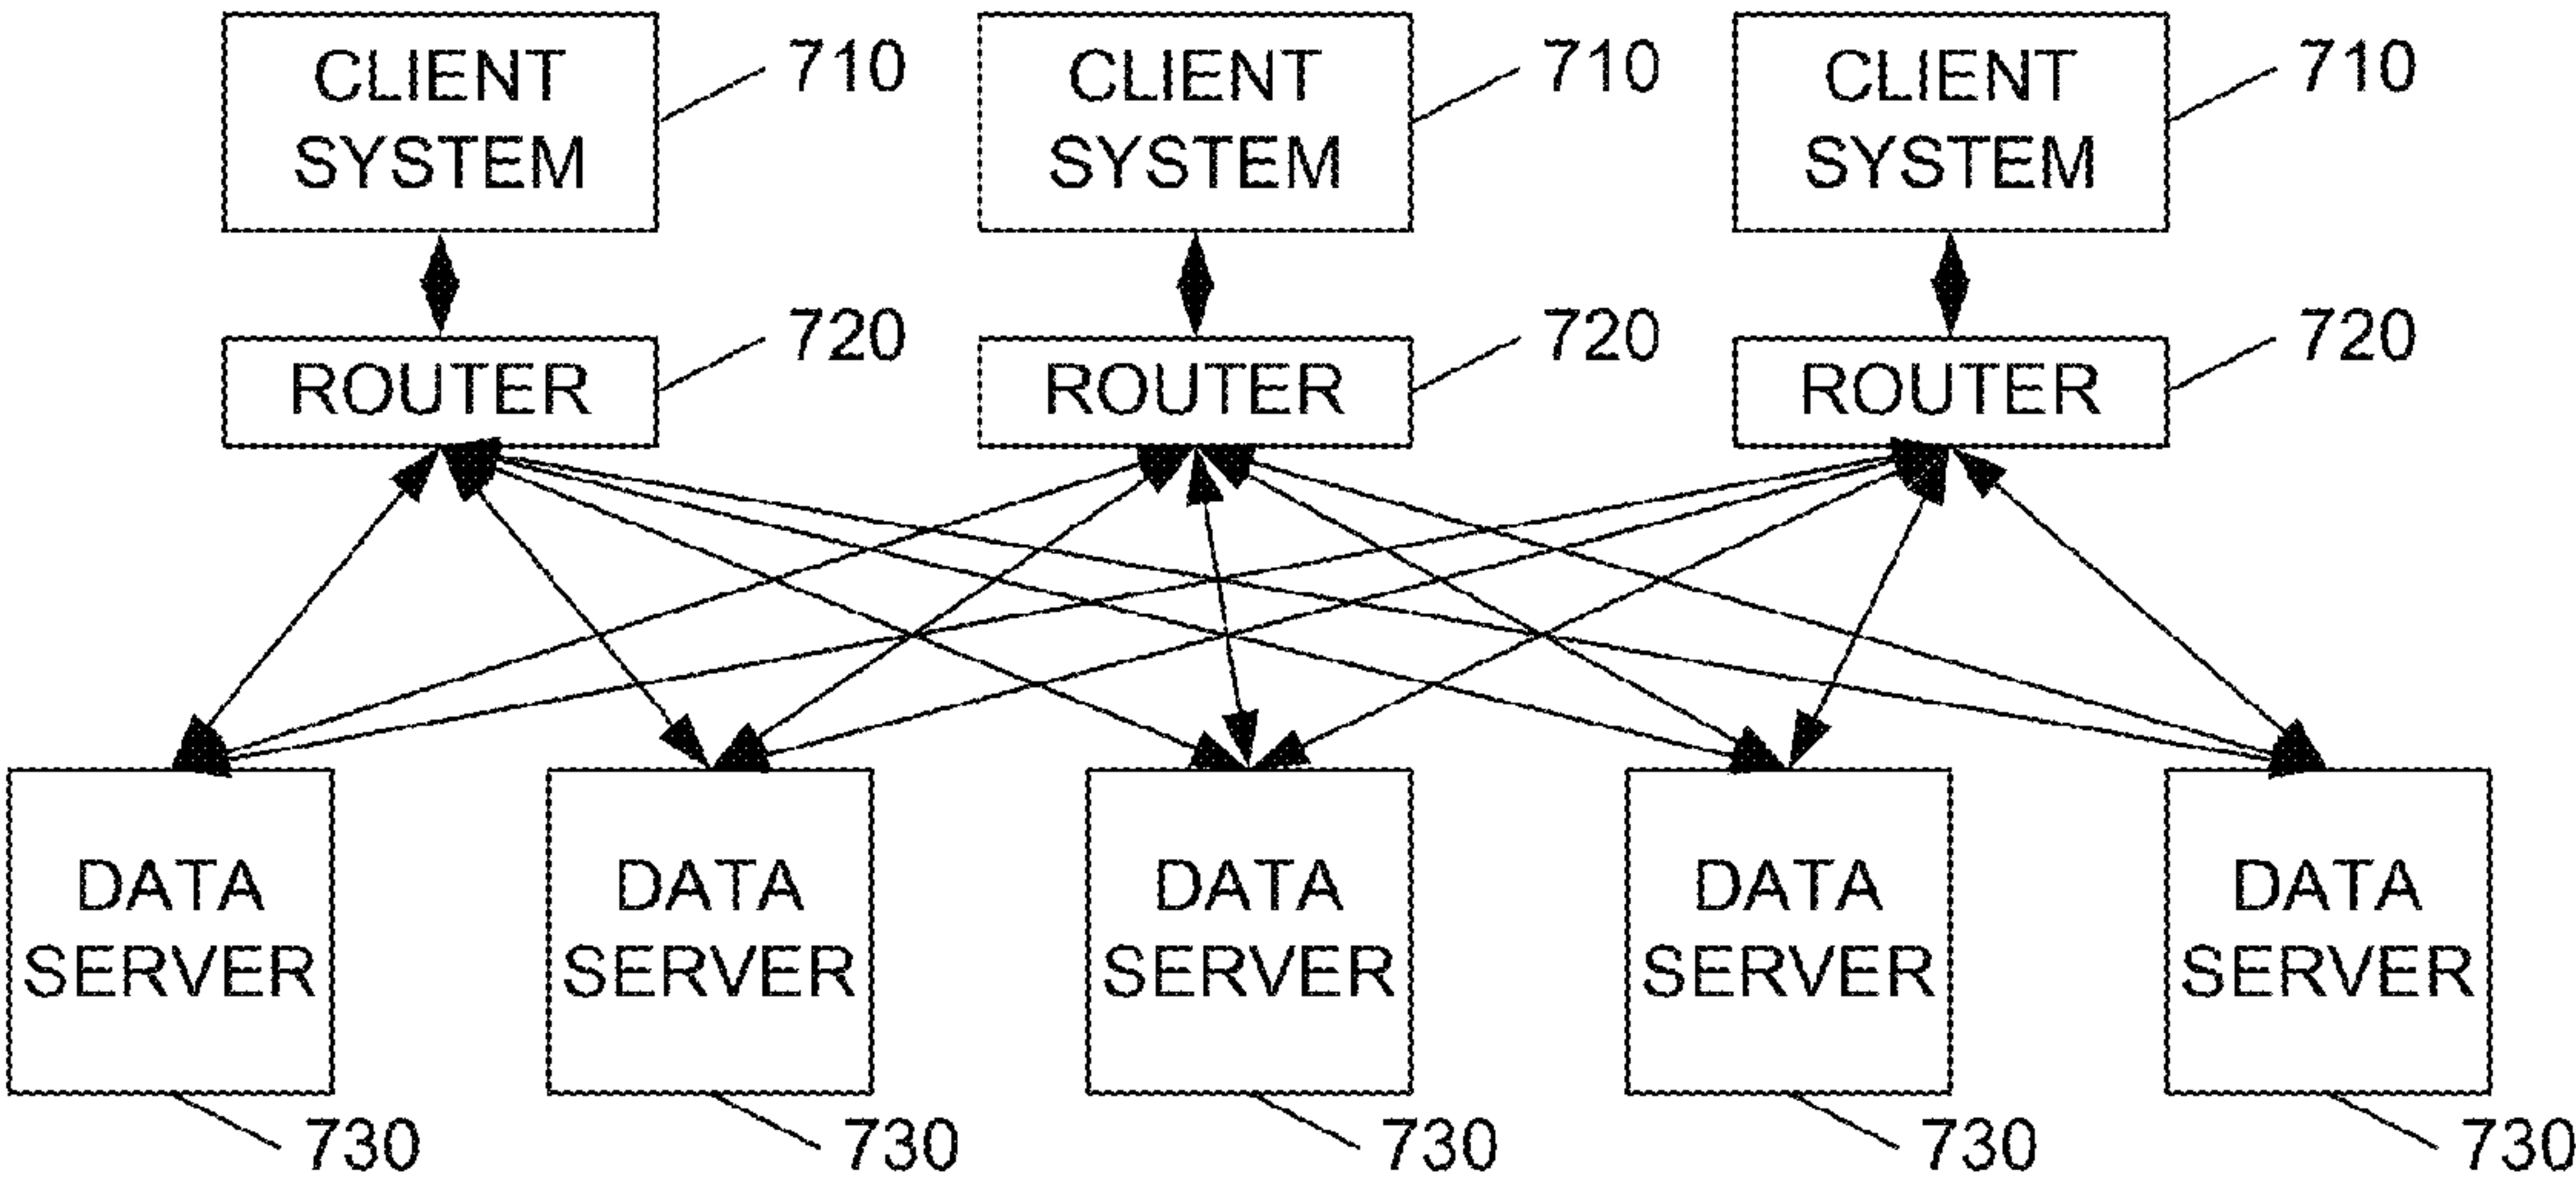 CLIENT
SYSTEM
710
CLIENT
SYSTEM
710
CLIENT
SYSTEM
710
ROUTER
720
ROUTER
720
ROUTER
720
DATA
SERVER
730
DATA
SERVER
730
DATA
SERVER
730
DATA
SERVER
730
DATA
SERVER
730